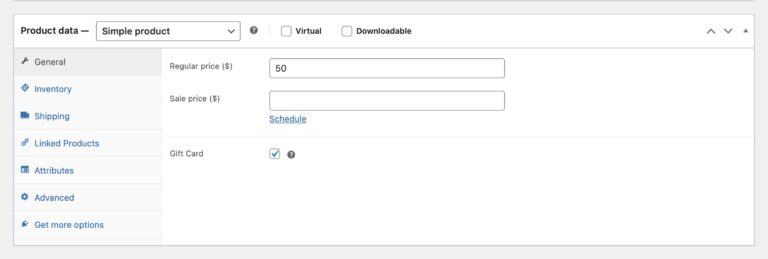 Product data — Simple product ? Virtual Downloadable
General
Inventory
Shipping
Linked Products
Attributes
Advanced
Get more options
Regular price ($) 50
Sale price ($)
Schedule
Gift Card ?